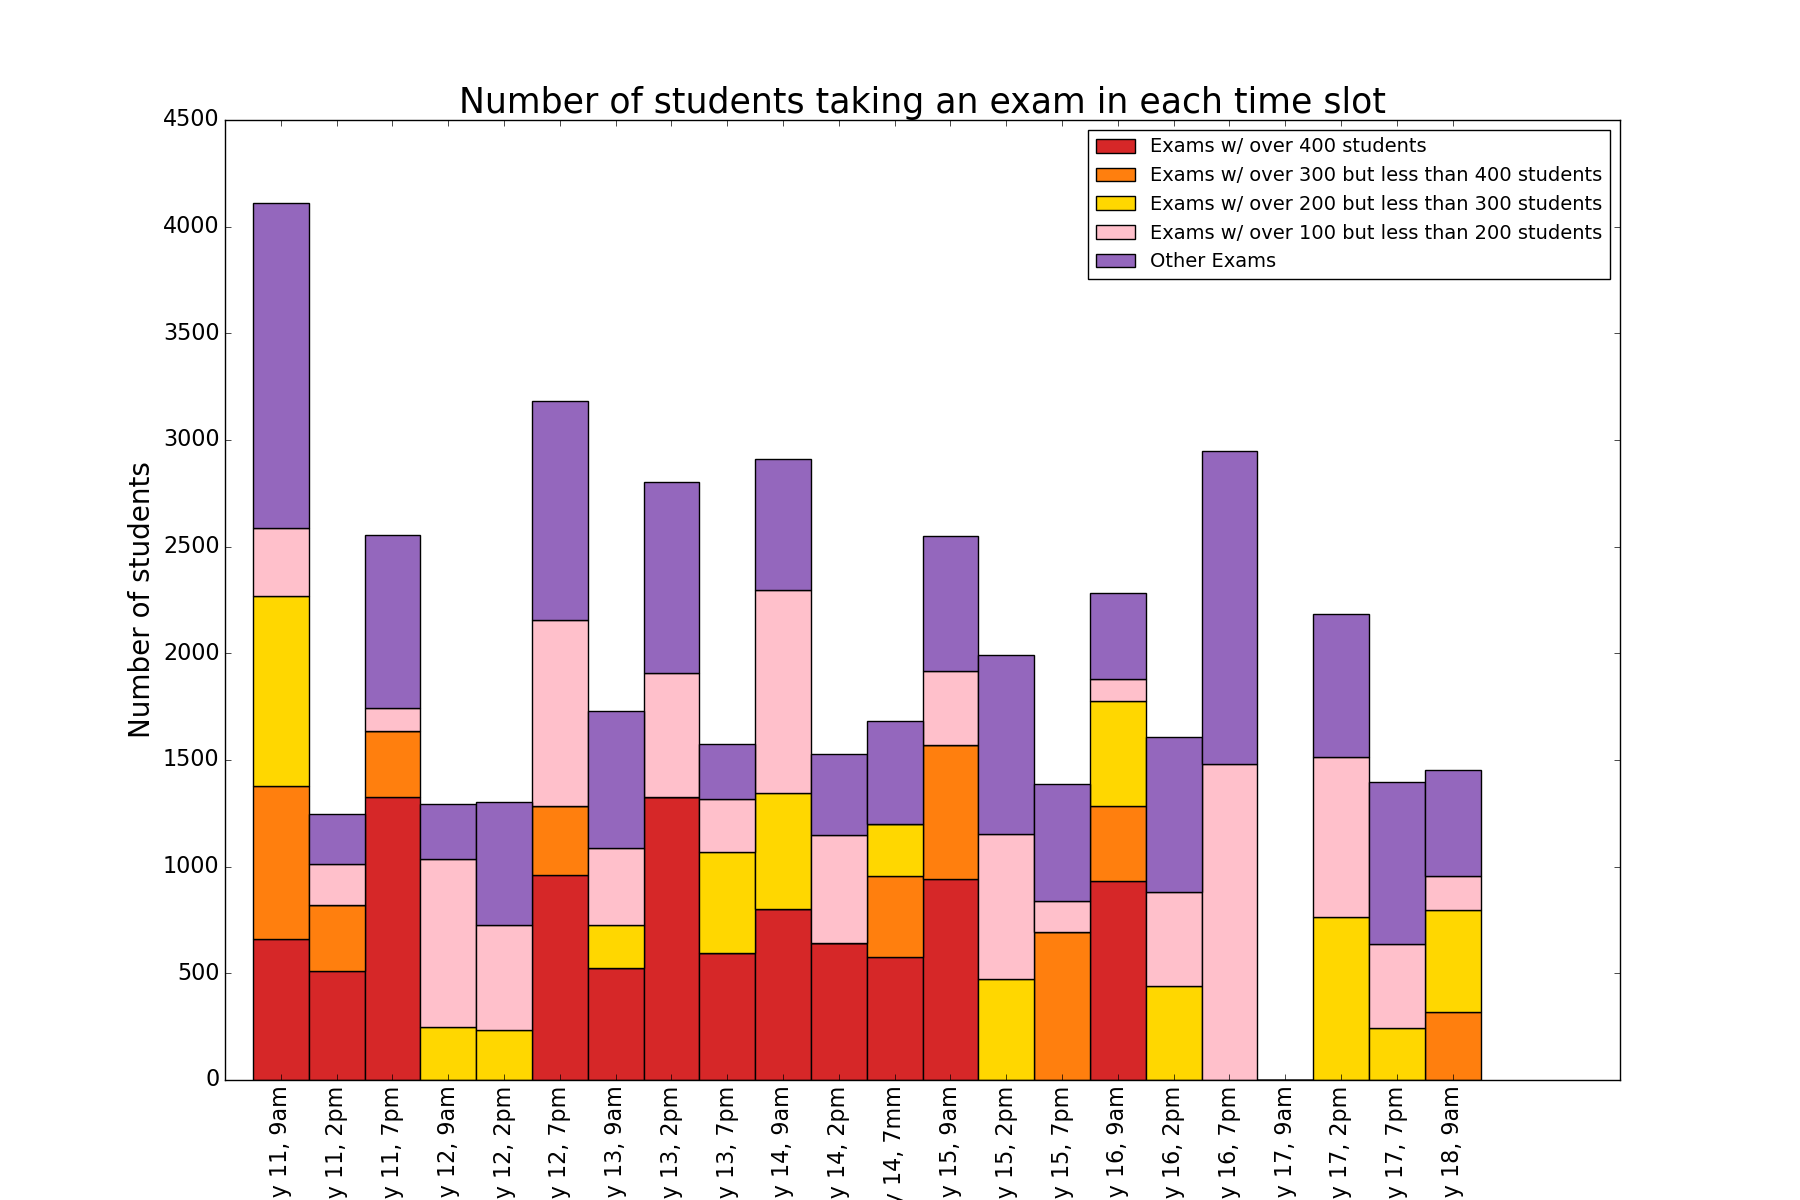 Number of students taking an exam in each time slot
Number of students
4500
4000
3500
3000
2500
2000
1500
1000
500
0
Exams w/ over 400 students
Exams w/ over 300 but less than 400 students
Exams w/ over 200 but less than 300 students
Exams w/ over 100 but less than 200 students
Other Exams
y 11, 9am
y 11, 2pm
y 11, 7pm
y 12, 9am
y 12, 2pm
y 12, 7pm
y 13, 9am
y 13, 2pm
y 13, 7pm
y 14, 9am
y 14, 2pm
y 14, 7mm
y 15, 9am
y 15, 2pm
y 15, 7pm
y 16, 9am
y 16, 2pm
y 16, 7pm
y 17, 9am
y 17, 2pm
y 17, 7pm
y 18, 9am